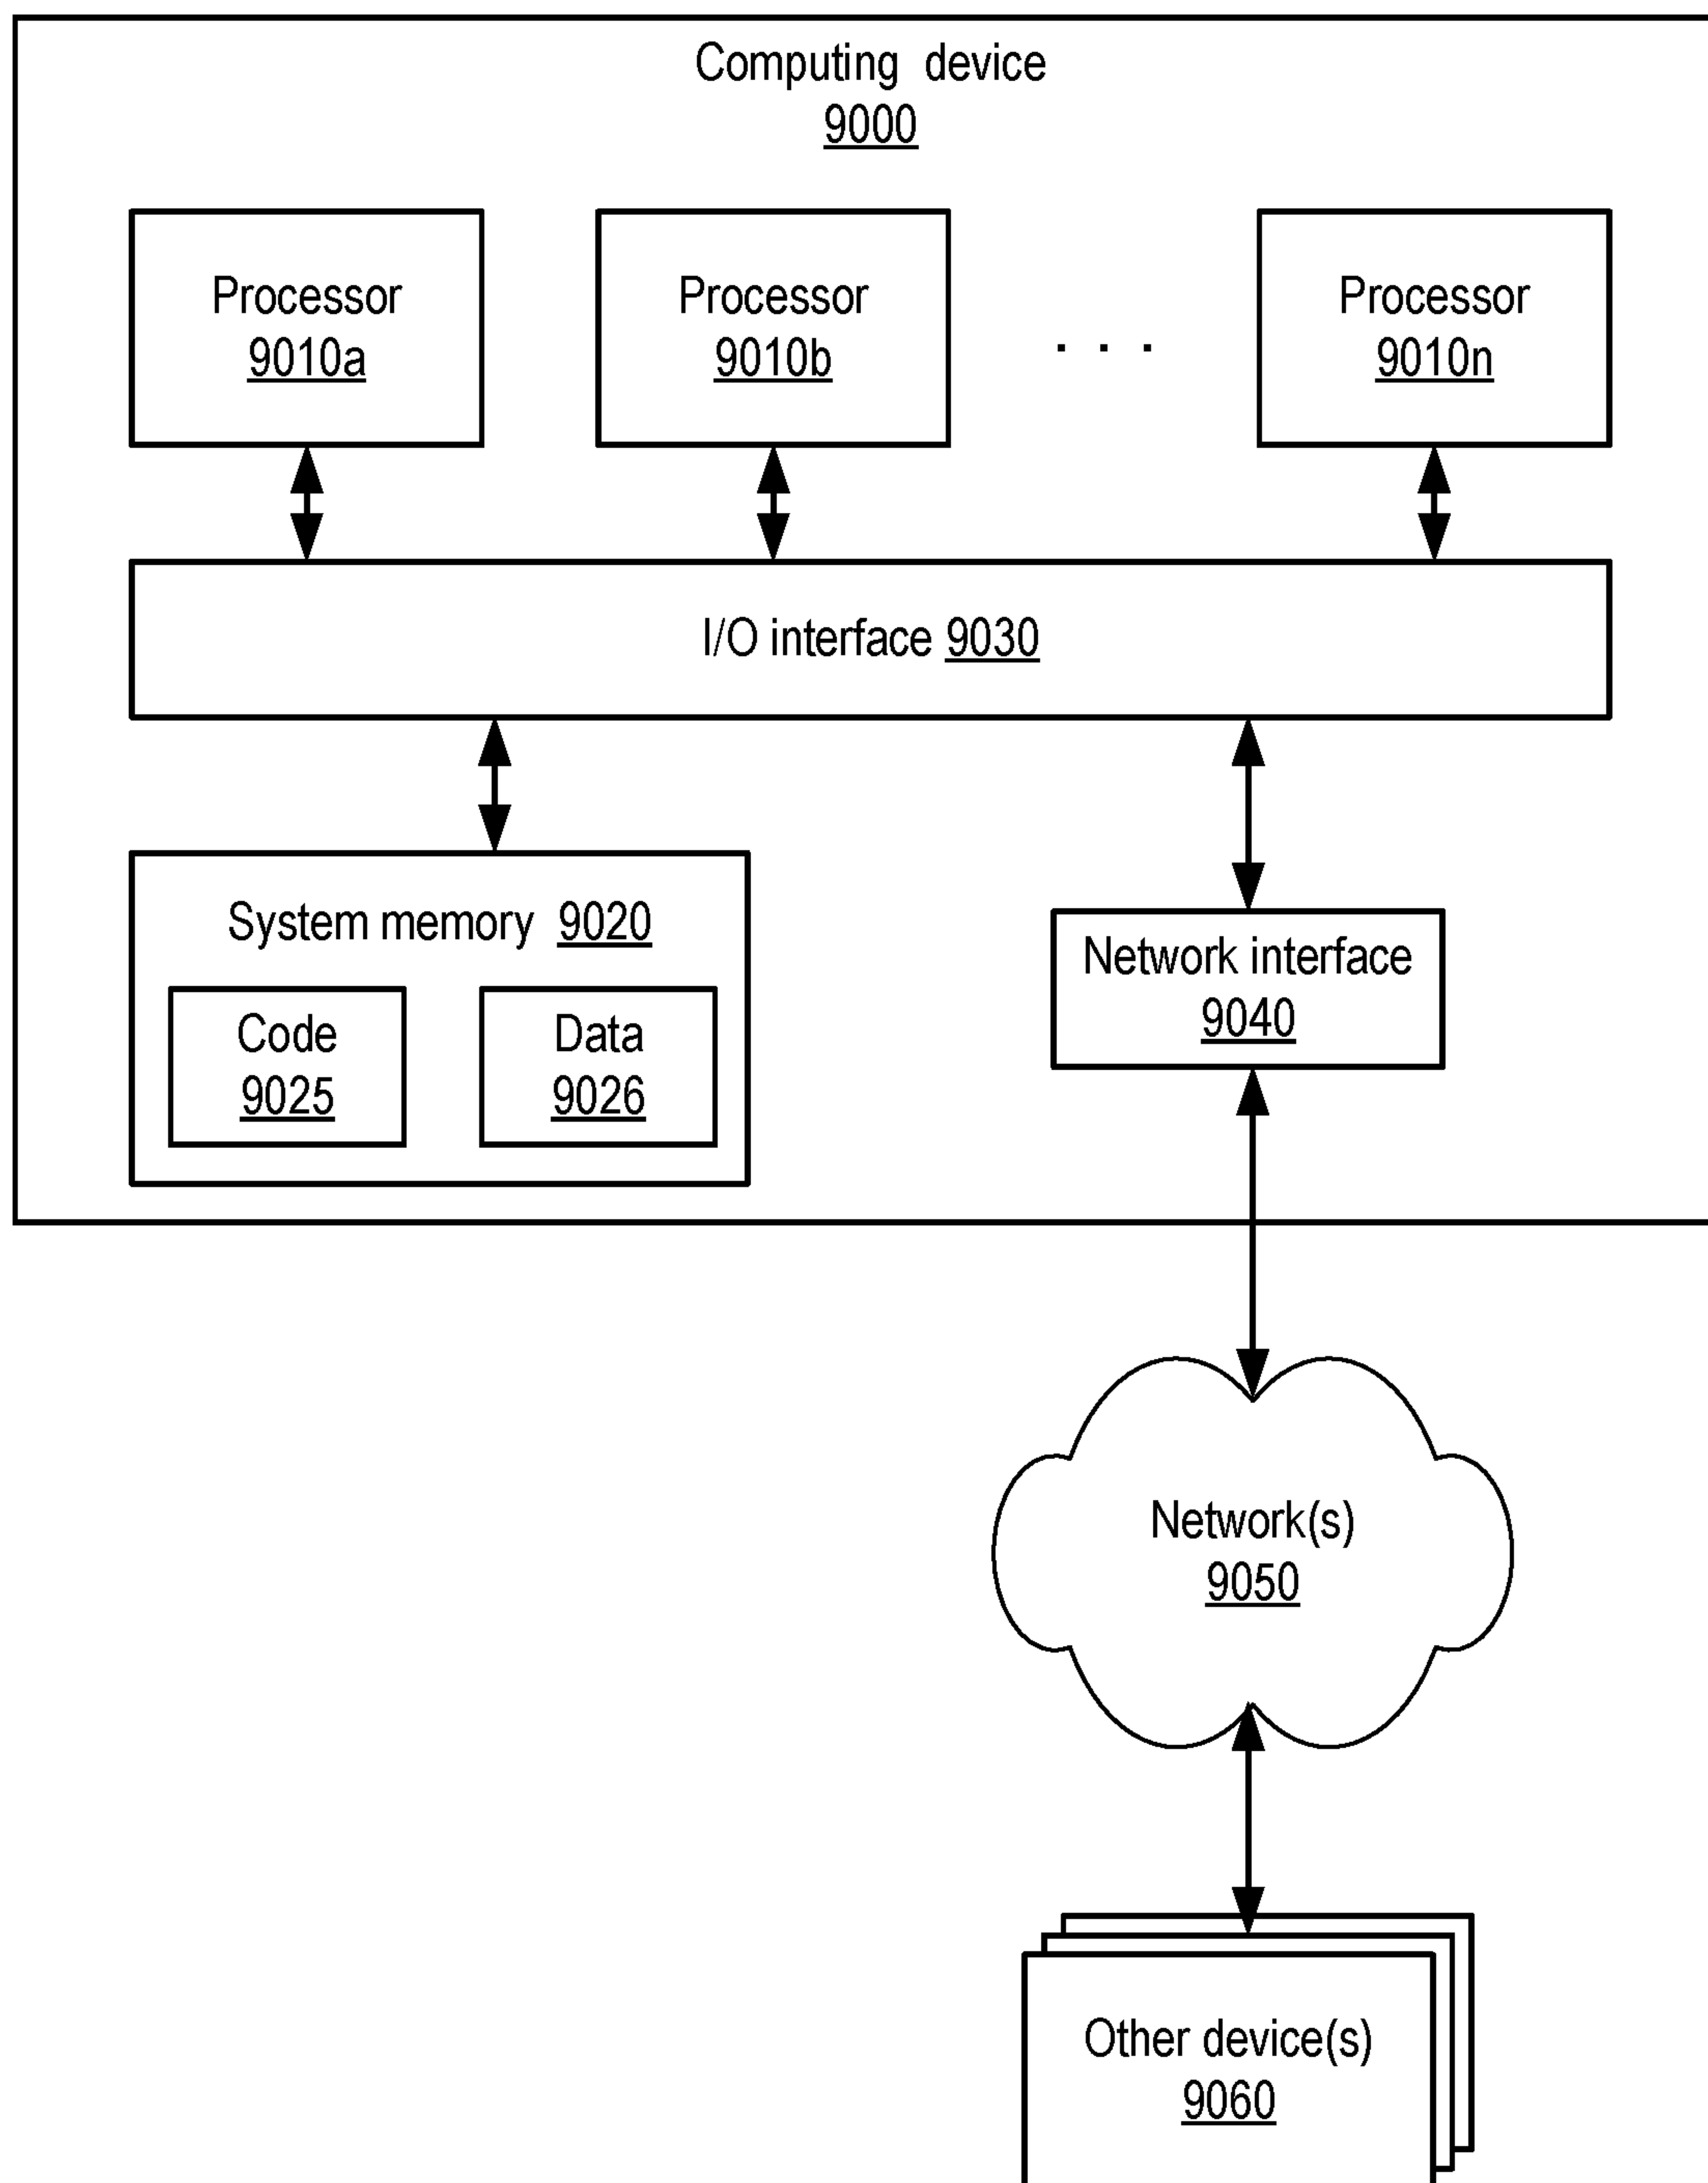 Computing device
9000
Processor
9010a
Processor
9010b
. . .
Processor
9010n
I/O interface 9030
System memory 9020
Code
9025
Data
9026
Network interface
9040
Network(s)
9050
Other device(s)
9060